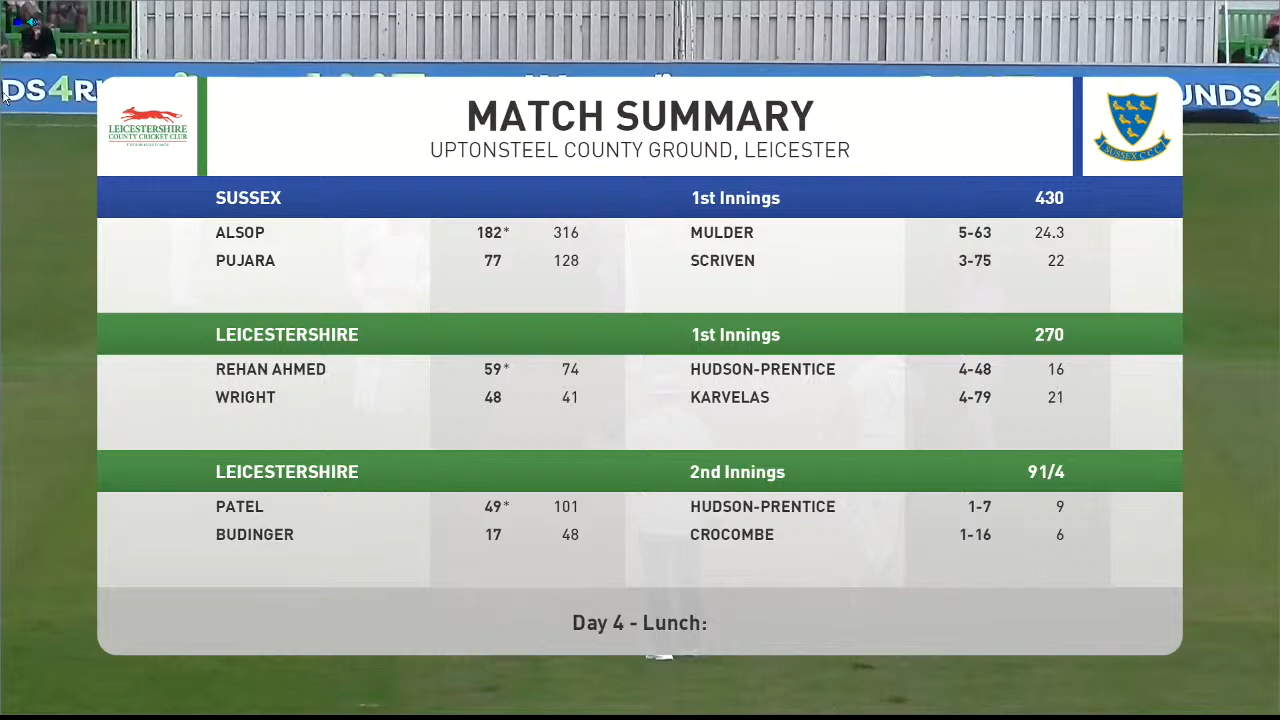 DS4R
UNDS4
LEICESTERSHIRE
COUNTY CRICKET CLUB
MATCH SUMMARY
UPTONSTEEL COUNTY GROUND, LEICESTER
SUSSEX C.C.C
SUSSEX 1st Innings 430
ALSOP 182* 316 MULDER 5-63 24.3
PUJARA 77 128 SCRIVEN 3-75 22
LEICESTERSHIRE 1st Innings 270
REHAN AHMED 59* 74 HUDSON-PRENTICE 4-48 16
WRIGHT 48 41 KARVELAS 4-79 21
LEICESTERSHIRE 2nd Innings 91/4
PATEL 49* 101 HUDSON-PRENTICE 1-7 9
BUDINGER 17 48 CROCOMBE 1-16 6
Day 4 - Lunch: